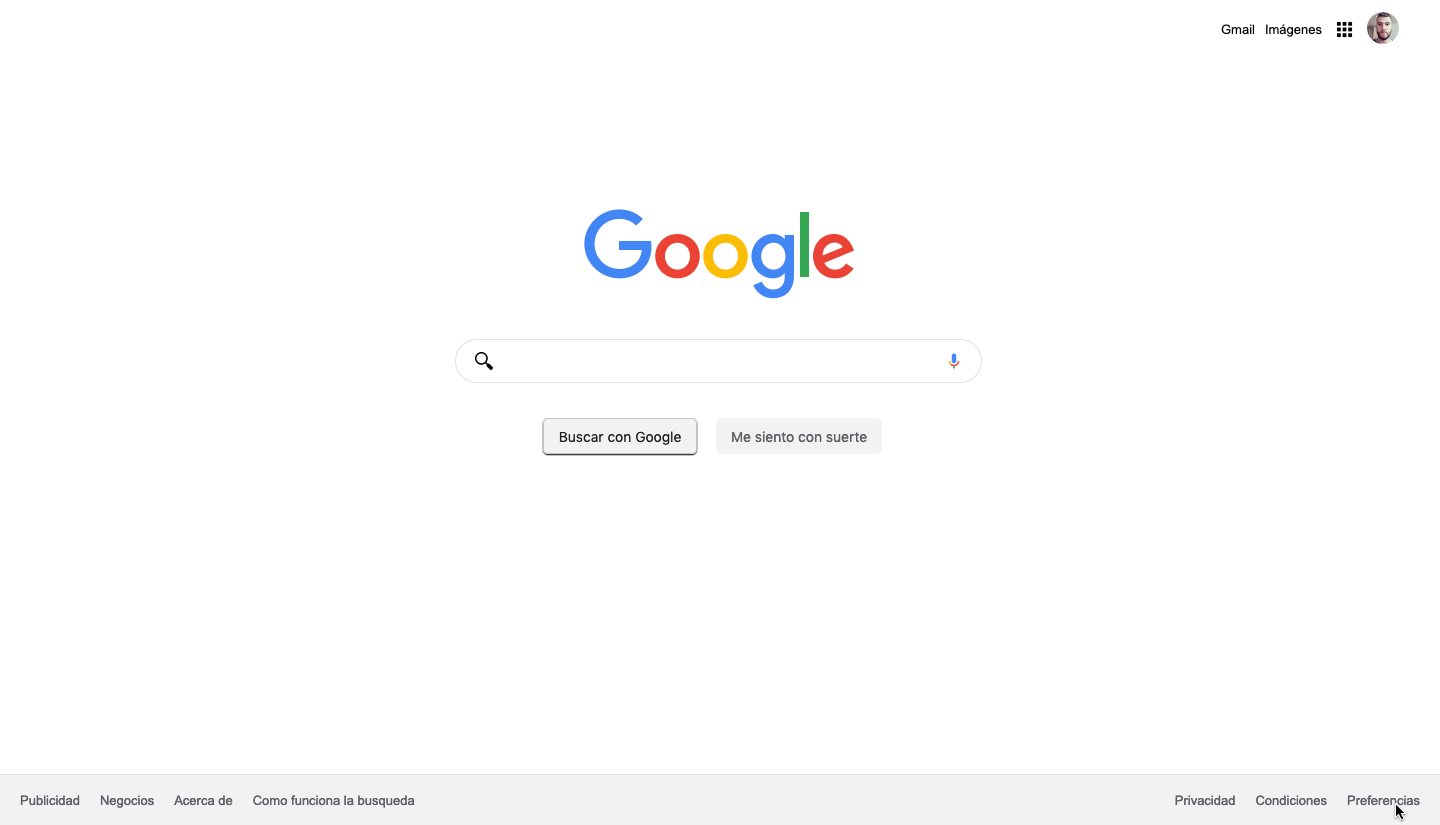 Gmail Imágenes
Google
Buscar con Google Me siento con suerte
Publicidad Negocios Acerca de Como funciona la busqueda Privacidad Condiciones Preferencias